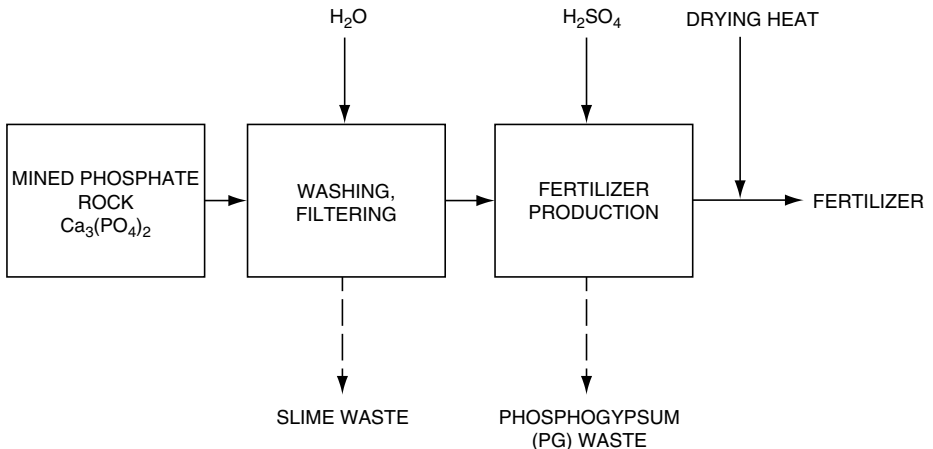 H₂O
H₂SO₄
DRYING HEAT
MINED PHOSPHATE
ROCK
Ca₃(PO₄)₂
WASHING,
FILTERING
FERTILIZER
PRODUCTION
FERTILIZER
SLIME WASTE
PHOSPHOGYPSUM
(PG) WASTE